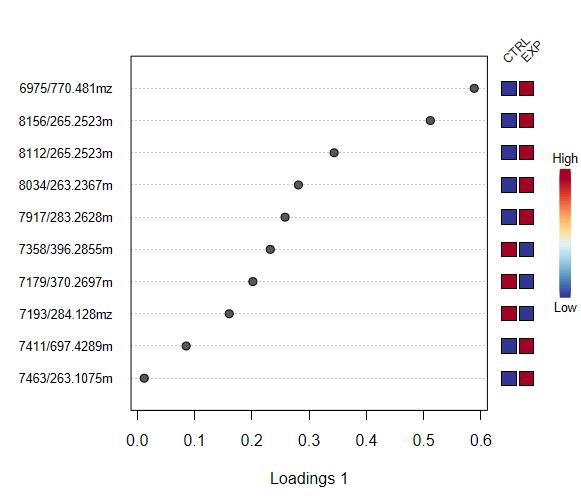 CTRL
EXP
6975/770.481mz
8156/265.2523m
8112/265.2523m
8034/263.2367m
7917/283.2628m
7358/396.2855m
7179/370.2697m
7193/284.128mz
7411/697.4289m
7463/263.1075m
High
Low
0.0 0.1 0.2 0.3 0.4 0.5 0.6
Loadings 1